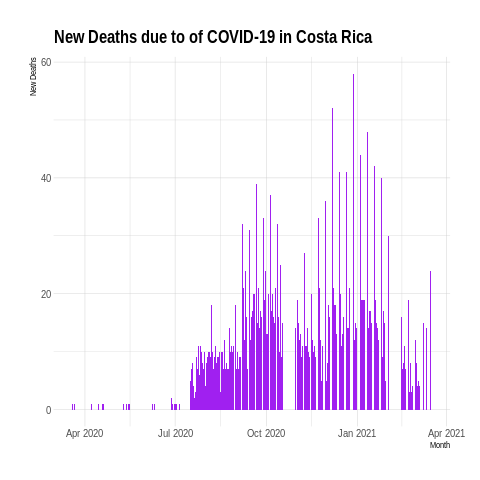 New Deaths due to of COVID-19 in Costa Rica
New Deaths
60
40
20
0
Apr 2020 Jul 2020 Oct 2020 Jan 2021 Apr 2021
Month